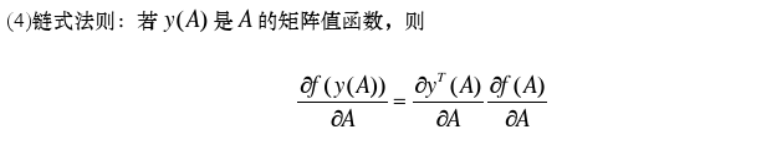 (4)链式法则：若 y(A) 是 A 的矩阵值函数，则
∂f(y(A))/∂A = ∂y^T(A)/∂A ∂f(A)/∂A